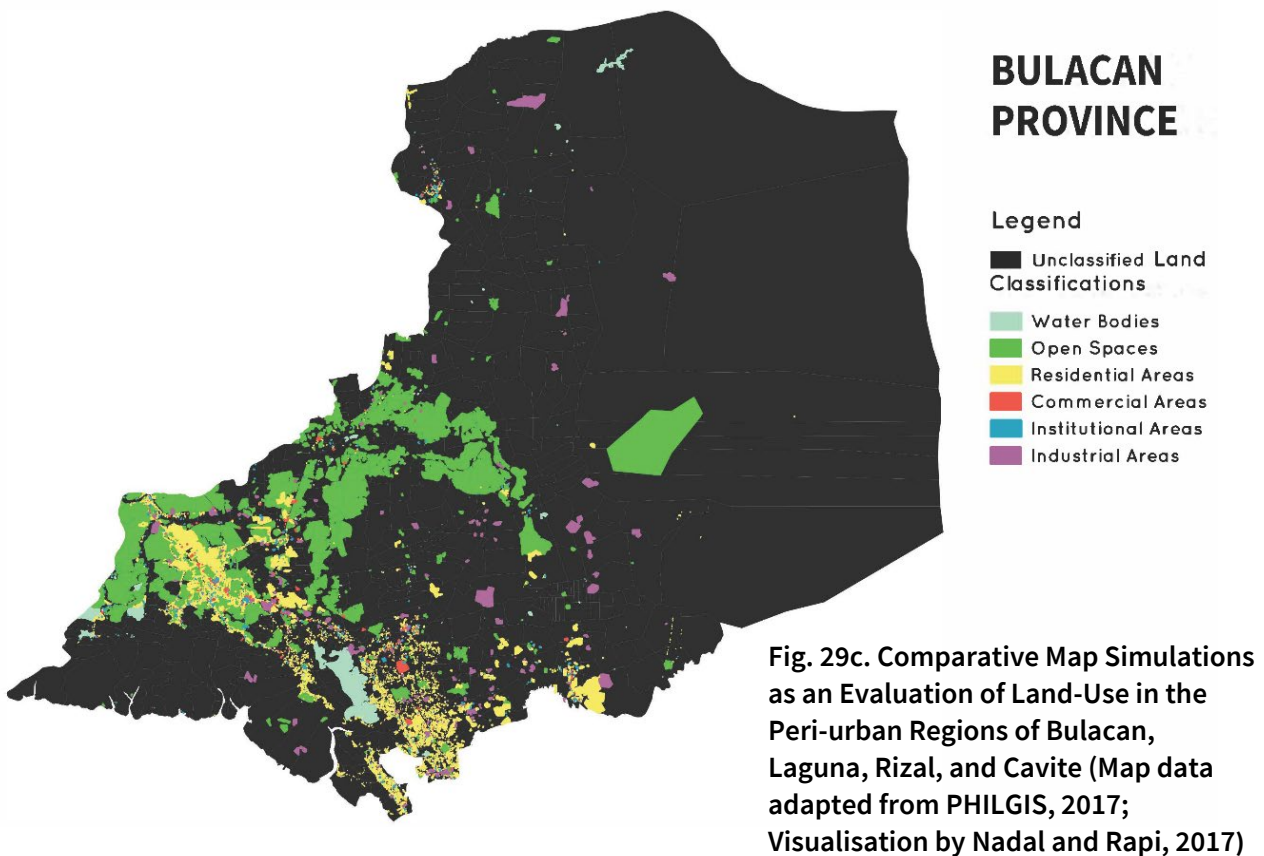 BULACAN
PROVINCE
Legend
Unclassified Land
Classifications
Water Bodies
Open Spaces
Residential Areas
Commercial Areas
Institutional Areas
Industrial Areas
Fig. 29c. Comparative Map Simulations
as an Evaluation of Land-Use in the
Peri-urban Regions of Bulacan,
Laguna, Rizal, and Cavite (Map data
adapted from PHILGIS, 2017;
Visualisation by Nadal and Rapi, 2017)